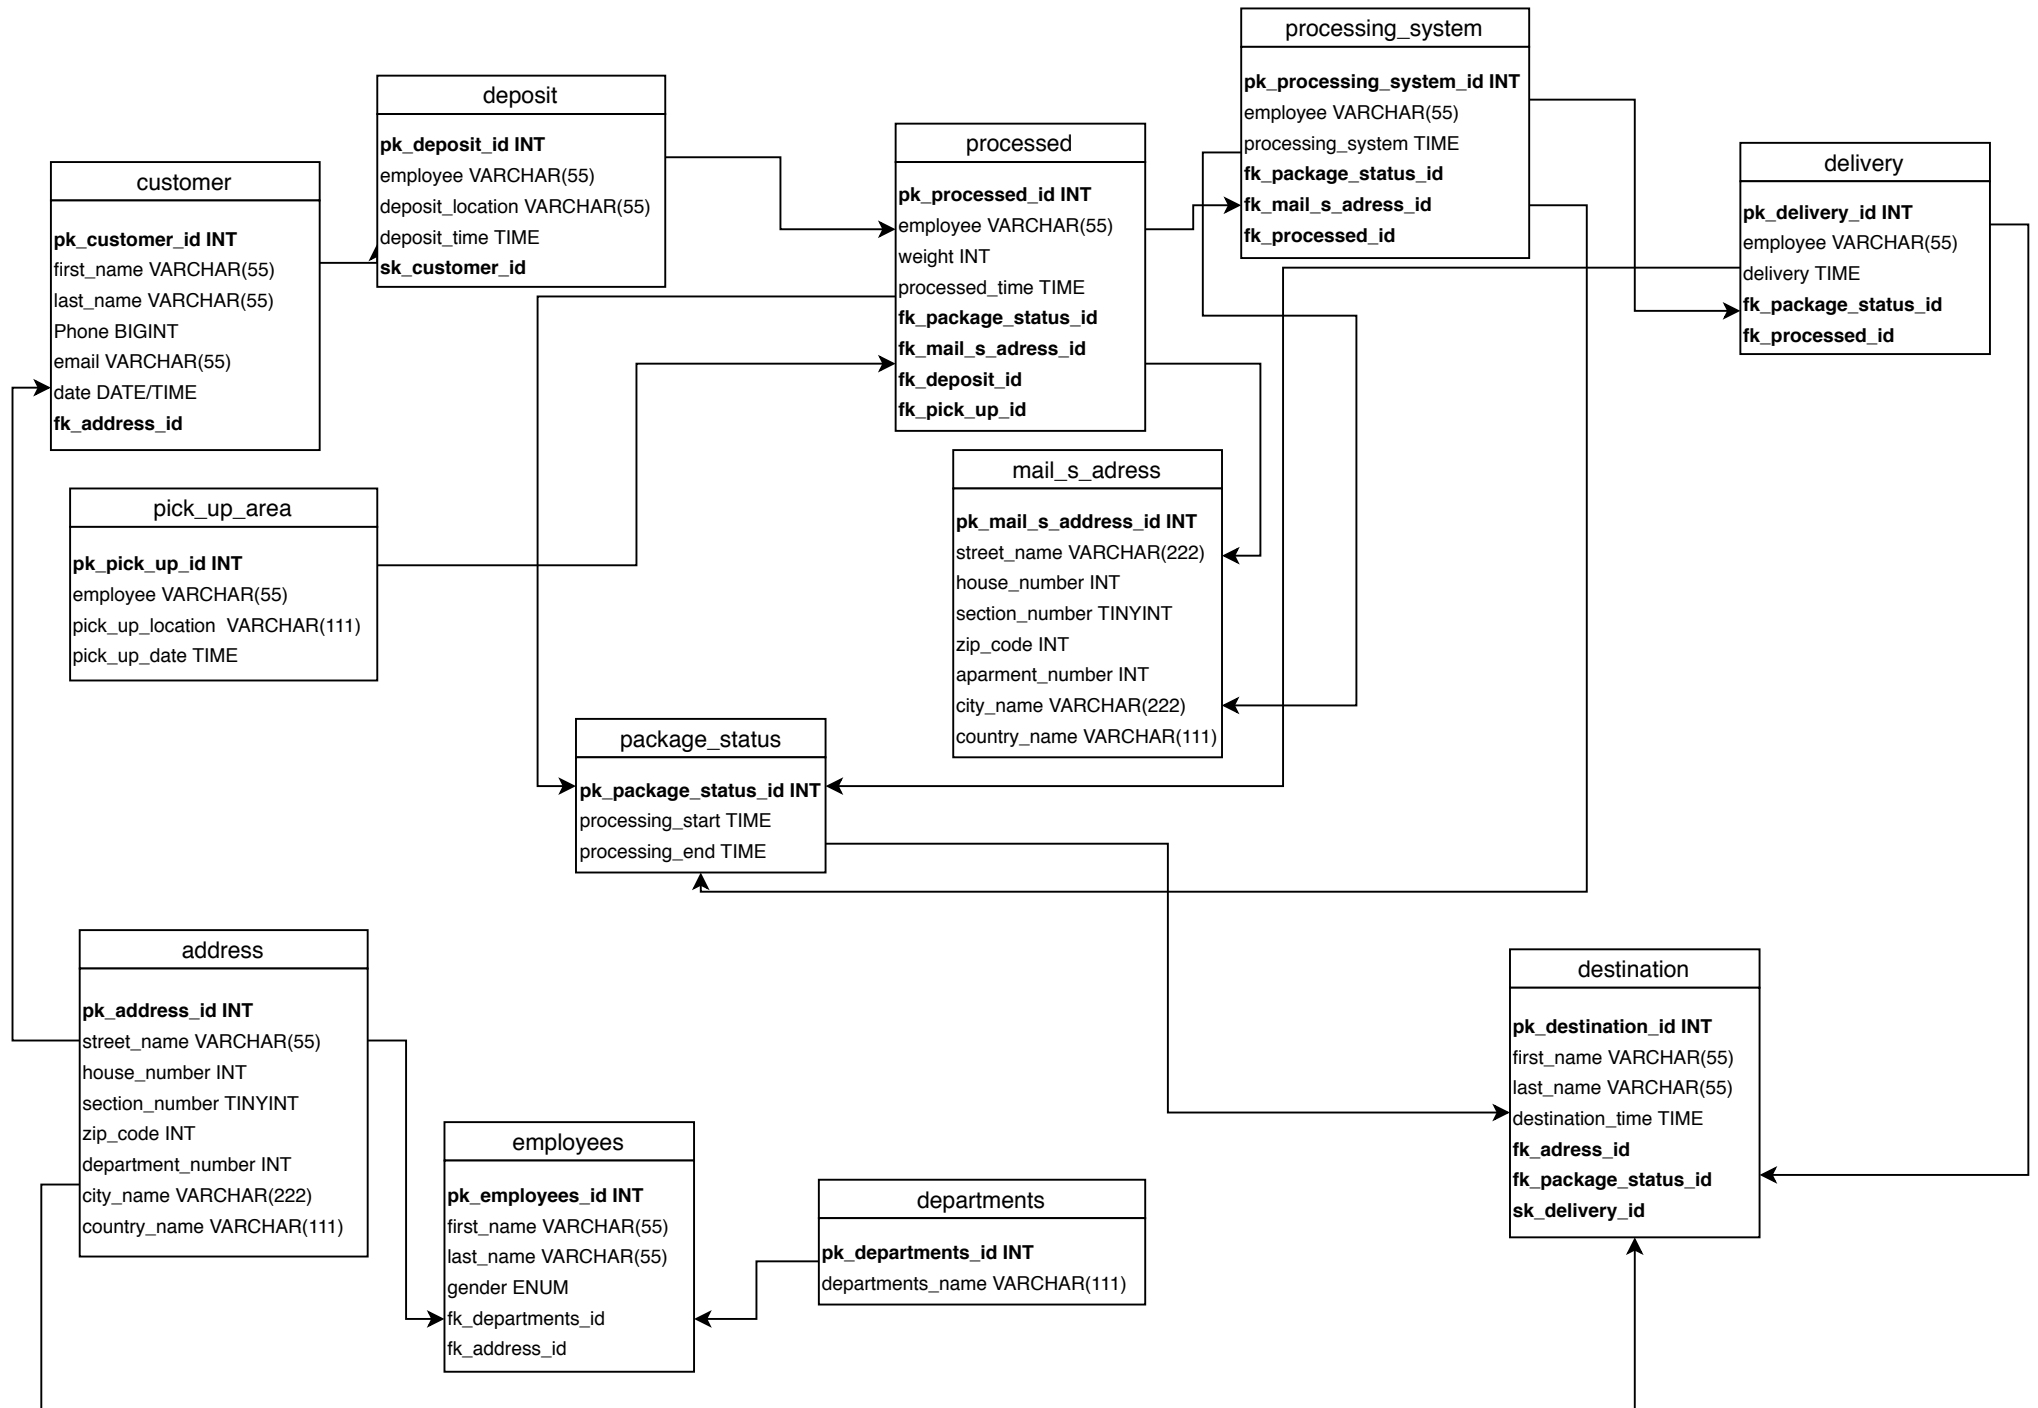 customer
pk_customer_id INT
first_name VARCHAR(55)
last_name VARCHAR(55)
Phone BIGINT
email VARCHAR(55)
date DATE/TIME
fk_address_id
deposit
pk_deposit_id INT
employee VARCHAR(55)
deposit_location VARCHAR(55)
deposit_time TIME
sk_customer_id
processed
pk_processed_id INT
employee VARCHAR(55)
weight INT
processed_time TIME
fk_package_status_id
fk_mail_s_adress_id
fk_deposit_id
fk_pick_up_id
processing_system
pk_processing_system_id INT
employee VARCHAR(55)
processing_system TIME
fk_package_status_id
fk_mail_s_adress_id
fk_processed_id
delivery
pk_delivery_id INT
employee VARCHAR(55)
delivery TIME
fk_package_status_id
fk_processed_id
pick_up_area
pk_pick_up_id INT
employee VARCHAR(55)
pick_up_location VARCHAR(111)
pick_up_date TIME
mail_s_adress
pk_mail_s_address_id INT
street_name VARCHAR(222)
house_number INT
section_number TINYINT
zip_code INT
aparment_number INT
city_name VARCHAR(222)
country_name VARCHAR(111)
package_status
pk_package_status_id INT
processing_start TIME
processing_end TIME
address
pk_address_id INT
street_name VARCHAR(55)
house_number INT
section_number TINYINT
zip_code INT
department_number INT
city_name VARCHAR(222)
country_name VARCHAR(111)
employees
pk_employees_id INT
first_name VARCHAR(55)
last_name VARCHAR(55)
gender ENUM
fk_departments_id
fk_address_id
departments
pk_departments_id INT
departments_name VARCHAR(111)
destination
pk_destination_id INT
first_name VARCHAR(55)
last_name VARCHAR(55)
destination_time TIME
fk_adress_id
fk_package_status_id
sk_delivery_id